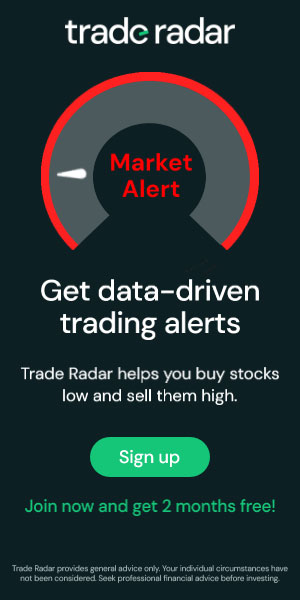 trade radar
Market
Alert
Get data-driven
trading alerts
Trade Radar helps you buy stocks
low and sell them high.
Sign up
Join now and get 2 months free!
Trade Radar provides general advice only. Your individual circumstances have
not been considered. Seek professional financial advice before investing.